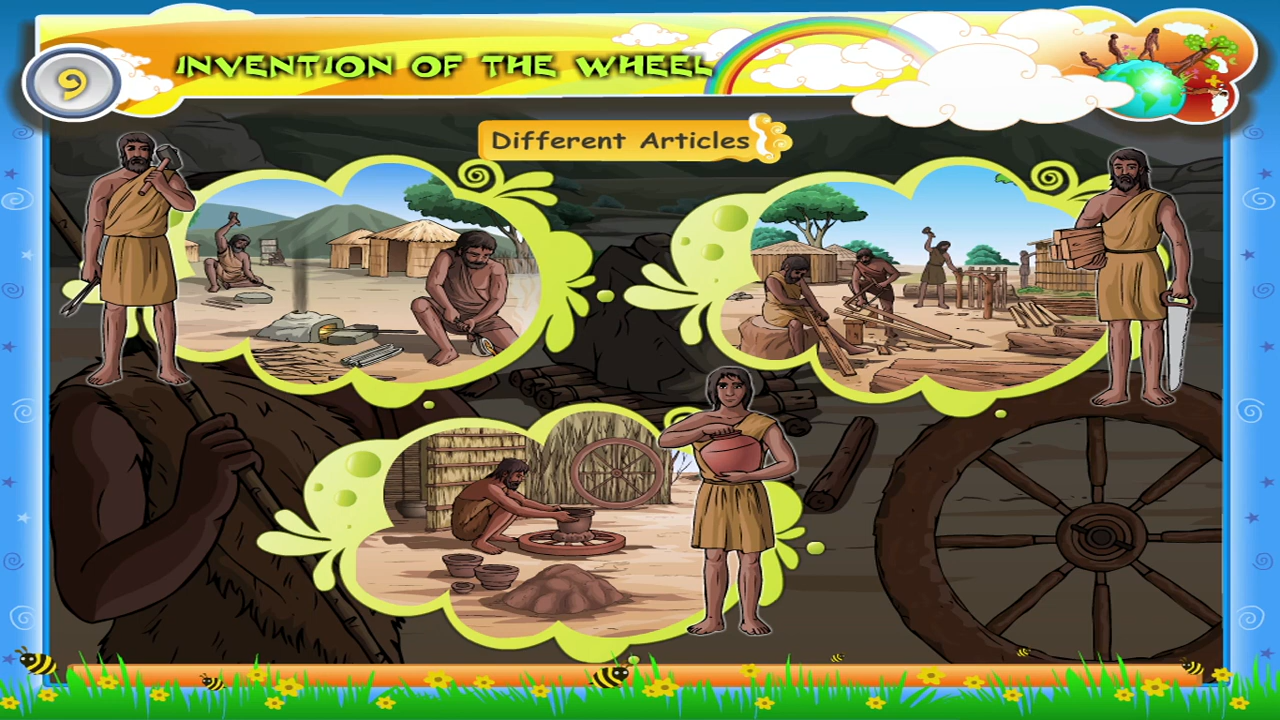 9
INVENTION OF THE WHEEL
Different Articles